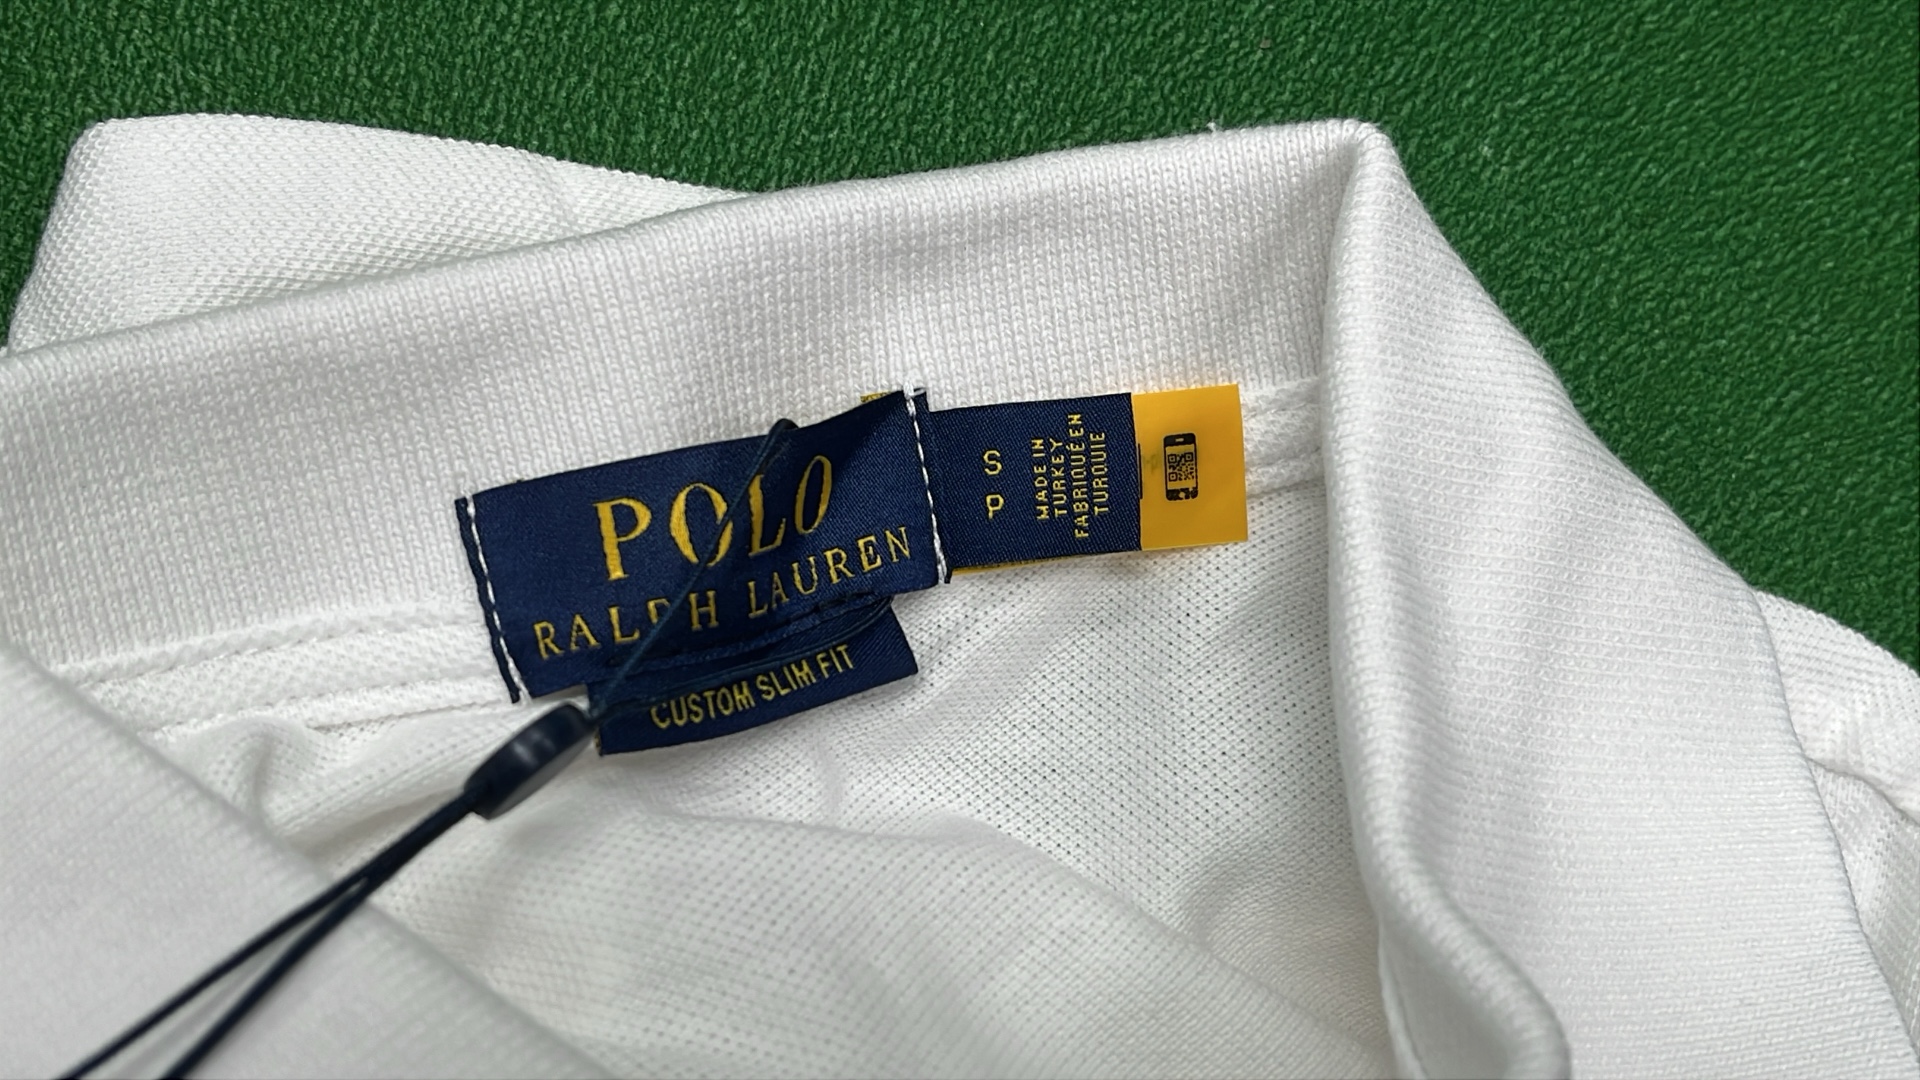 POLO
RALPH LAUREN
CUSTOM SLIM FIT
S
P
MADE IN
TURKEY
FABRIQUÉ EN
TURQUIE